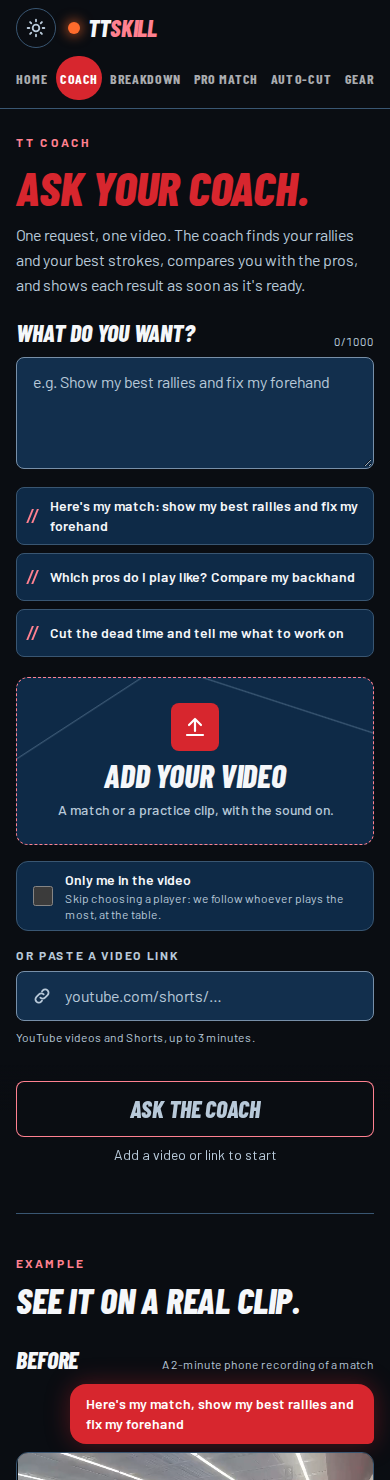 TTSKILL
HOME COACH BREAKDOWN PRO MATCH AUTO-CUT GEAR
TT COACH
ASK YOUR COACH.
One request, one video. The coach finds your rallies
and your best strokes, compares you with the pros,
and shows each result as soon as it's ready.
WHAT DO YOU WANT?
0/1000
e.g. Show my best rallies and fix my forehand
// Here's my match: show my best rallies and fix my
forehand
// Which pros do I play like? Compare my backhand
// Cut the dead time and tell me what to work on
ADD YOUR VIDEO
A match or a practice clip, with the sound on.
Only me in the video
Skip choosing a player: we follow whoever plays the
most, at the table.
OR PASTE A VIDEO LINK
youtube.com/shorts/...
YouTube videos and Shorts, up to 3 minutes.
ASK THE COACH
Add a video or link to start
EXAMPLE
SEE IT ON A REAL CLIP.
BEFORE
A 2-minute phone recording of a match
Here's my match, show my best rallies and
fix my forehand